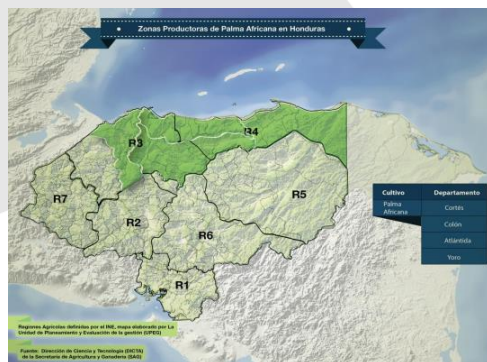 Zonas Productoras de Palma Africana en Honduras
R3
R4
R5
R7
R2
R6
R1
Cultivo Departamento
Palma Africana
Cortés
Colón
Atlántida
Yoro
Regiones Agrícolas definidas por el INE, mapa elaborado por La
Unidad de Planeamiento y Evaluación de la gestión (UPEG)
Fuente: Dirección de Ciencia y Tecnología (DICTA)
de la Secretaria de Agricultura y Ganadería (SAG)